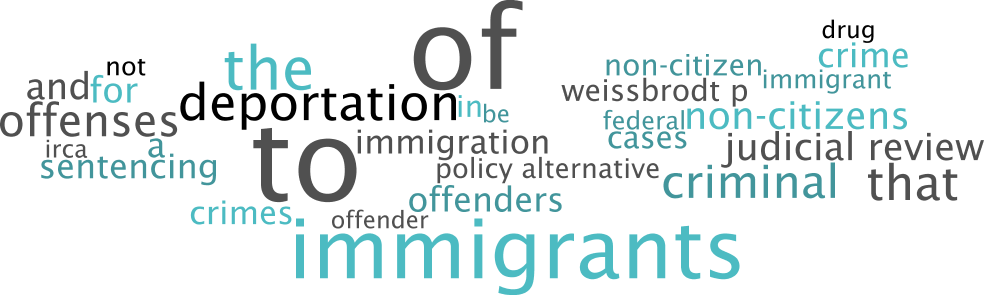 of
drug
the
non-citizen
crime
not
and
for
immigrant
deportation
weissbrodt p
in
be
offenses
federal
non-citizens
irca
a
to
immigration
cases
judicial review
sentencing
policy alternative
criminal
that
offenders
crimes
offender
immigrants